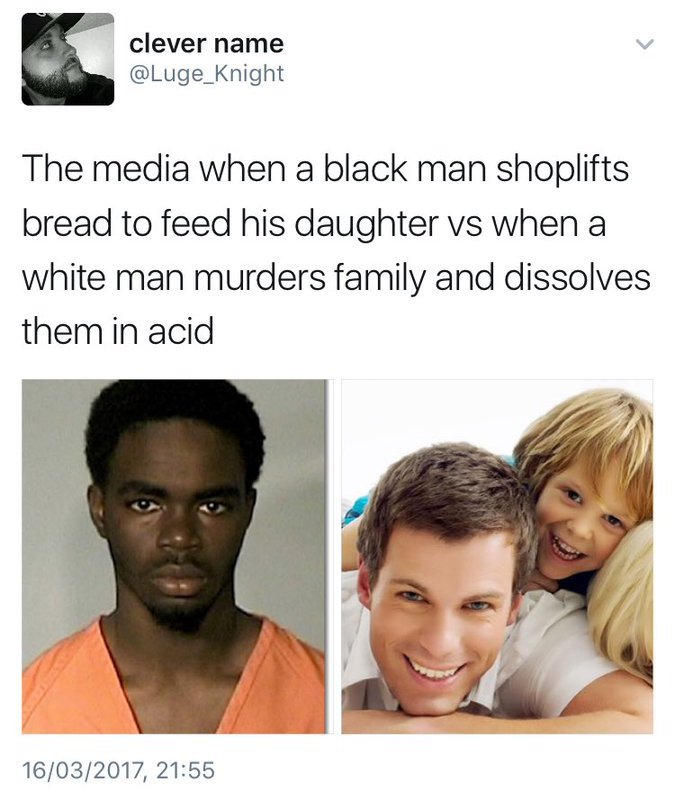 clever name
@Luge_Knight
The media when a black man shoplifts
bread to feed his daughter vs when a
white man murders family and dissolves
them in acid
16/03/2017, 21:55